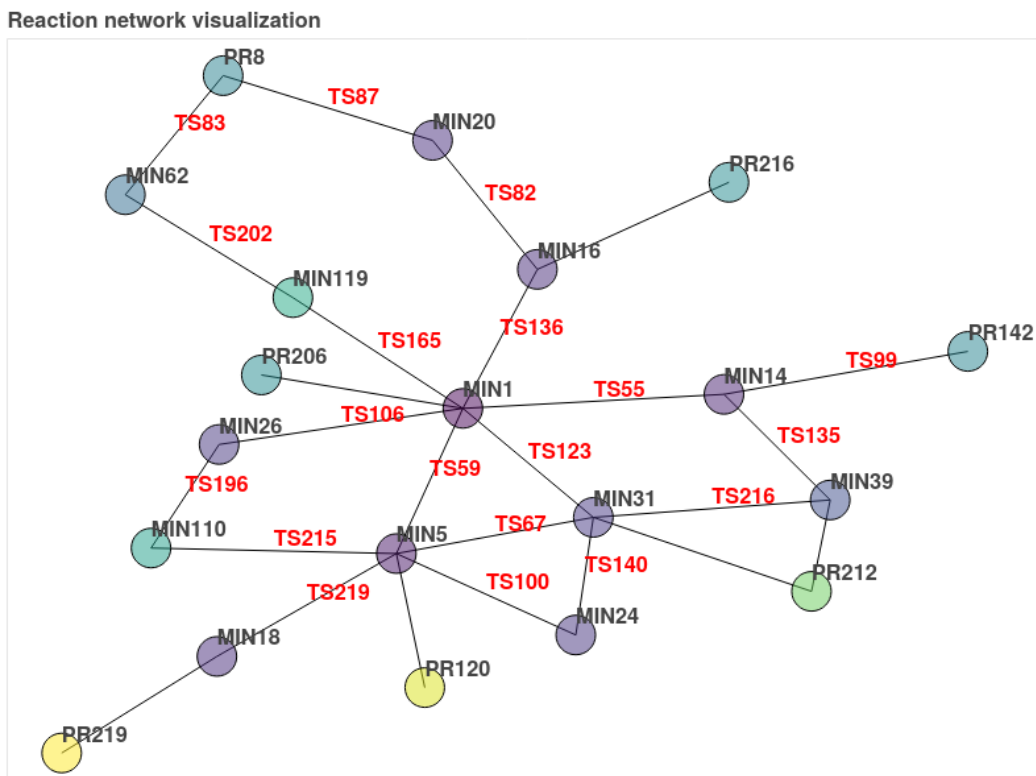 Reaction network visualization
PR8
TS87
TS83
MIN20
PR216
MIN62
TS82
TS202
MIN16
MIN119
TS136
TS165
PR142
PR206
TS99
MIN14
MIN1
TS55
TS106
MIN26
TS135
TS123
TS59
TS196
MIN39
MIN31
TS216
MIN110
TS215
MIN5
TS67
TS140
PR212
TS100
TS219
MIN24
MIN18
PR120
PR219